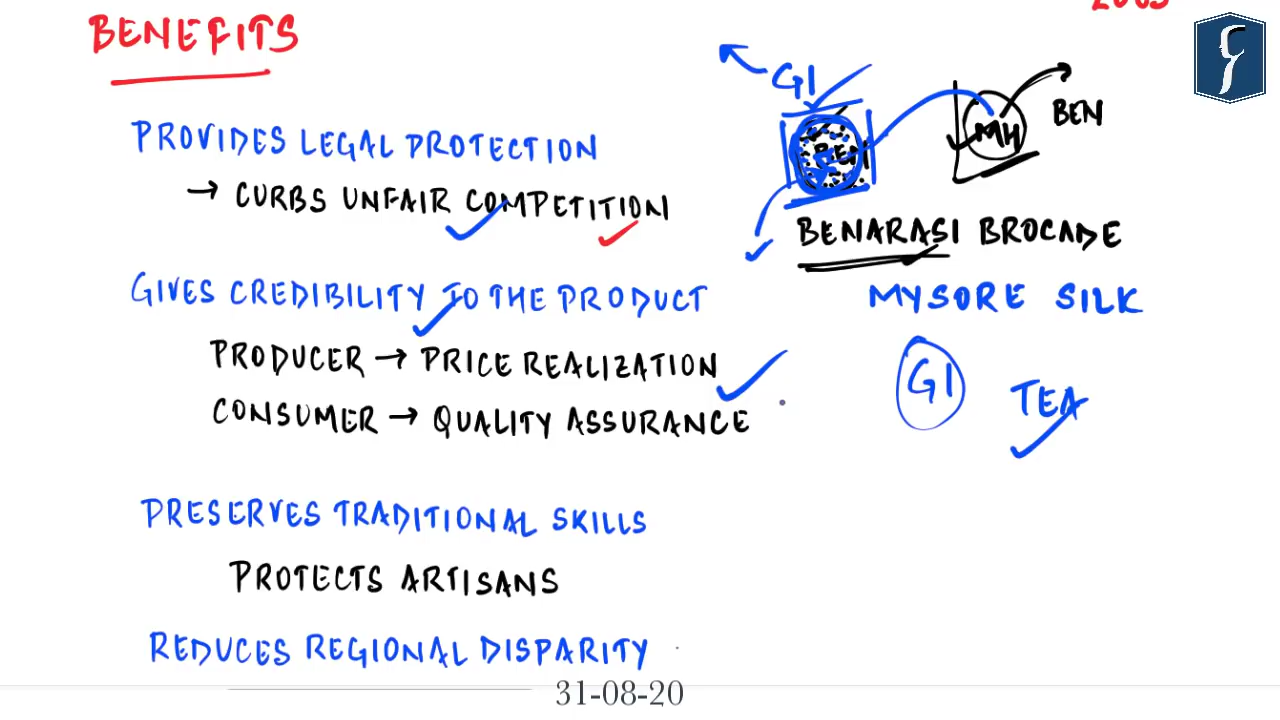 BENEFITS
PROVIDES LEGAL PROTECTION
→ CURBS UNFAIR COMPETITION
GIVES CREDIBILITY TO THE PRODUCT
PRODUCER → PRICE REALIZATION
CONSUMER → QUALITY ASSURANCE
PRESERVES TRADITIONAL SKILLS
PROTECTS ARTISANS
REDUCES REGIONAL DISPARITY
GI
BEN
MH
BEN
BENARASI BROCADE
MYSORE SILK
GI
TEA
31-08-20